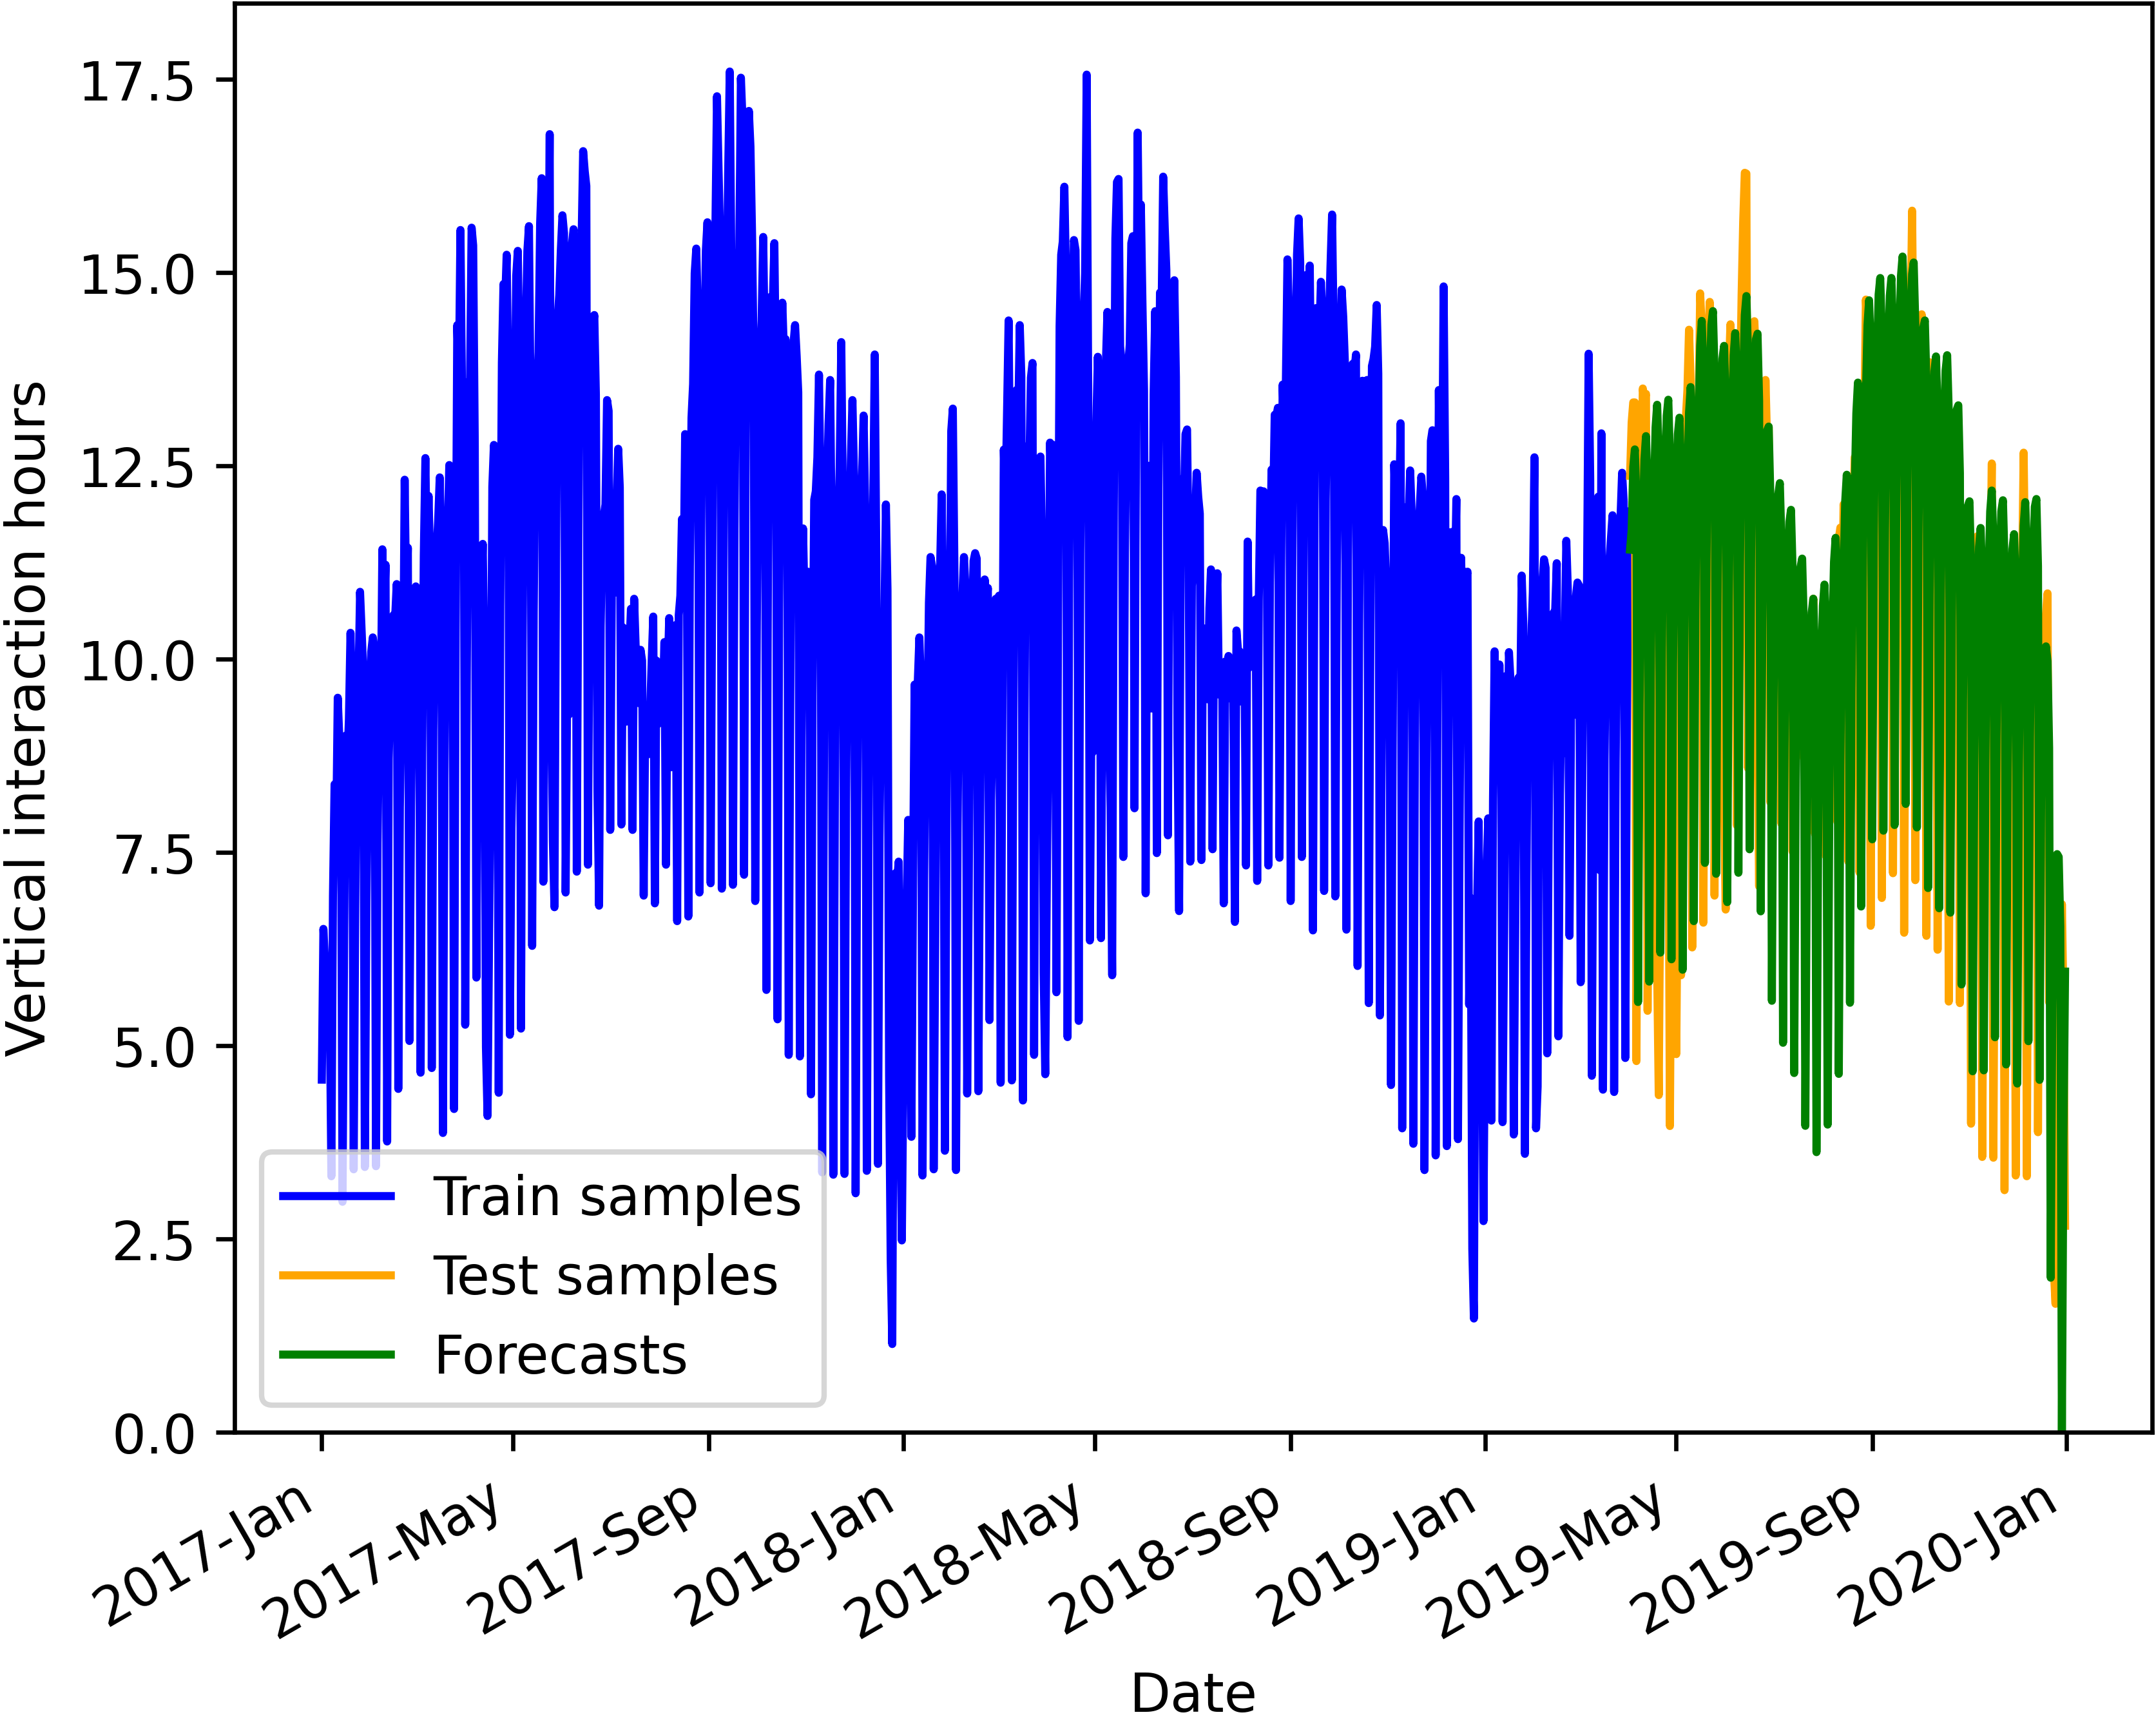 Vertical interaction hours
17.5
15.0
12.5
10.0
7.5
5.0
2.5
0.0
Train samples
Test samples
Forecasts
2017-Jan
2017-May
2017-Sep
2018-Jan
2018-May
2018-Sep
2019-Jan
2019-May
2019-Sep
2020-Jan
Date